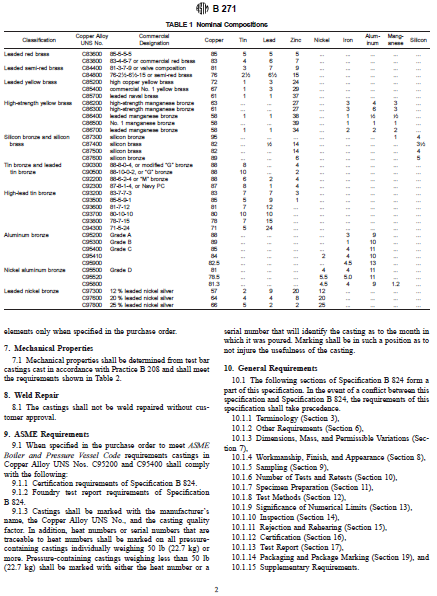 B 271
TABLE 1 Nominal Compositions
Classification Copper Alloy UNS No. Commercial Designation Copper Tin Lead Zinc Nickel Iron Alum- inum Mang- anese Silicon
Leaded red brass C83600 85-5-5-5 85 5 5 5 ... ... ... ... ...
C83800 83-4-6-7 or commercial red brass 83 4 6 7 ... ... ... ... ...
Leaded semi-red brass C84400 81-3-7-9 or valve composition 81 3 7 9 ... ... ... ... ...
C84800 76-2½-6½-15 or semi-red brass 76 2½ 6½ 15 ... ... ... ... ...
Leaded yellow brass C85200 high copper yellow brass 72 1 3 24 ... ... ... ... ...
C85400 commercial No. 1 yellow brass 67 1 3 29 ... ... ... ... ...
C85700 leaded naval brass 61 1 1 37 ... ... ... ... ...
High-strength yellow brass C86200 high-strength manganese bronze 63 ... ... 27 ... 3 4 3 ...
C86300 high-strength manganese bronze ... ... 27 ... 3 6 3 ...
C86400 leaded manganese bronze 58 1 1 38 ... 1 ½ ½ ...
C86500 No. 1 manganese bronze 58 ... ... 39 ... 1 1 1 ...
C86700 leaded manganese bronze 58 1 1 34 ... 2 2 2 ...
Silicon bronze and silicon C87300 silicon bronze 95 ... ... ... ... ... ... 1 4
brass C87400 silicon brass 82 ... ½ 14 ... ... ... ... 3½
C87500 silicon brass 82 ... ... 14 ... ... ... ... 4
C87600 silicon bronze 89 ... ... 6 ... ... ... ...
Tin bronze and leaded C90300 88-8-0-4, or modified "G" bronze 88 8 ... 4 ... ... ... ... ...
tin bronze C90500 88-10-0-2, or "G" bronze 88 10 ... 2 ... ... ... ... ...
C92200 88-6-2-4 or "M" bronze 88 6 2 4 ... ... ... ... ...
C92300 87-8-1-4, or Navy PC 87 8 1 4 ... ... ... ... ...
High-lead tin bronze C93200 83-7-7-3 83 7 7 3 ... ... ... ... ...
C93500 85-5-9-1 85 5 9 1 ... ... ... ... ...
C93600 81-7-12 81 7 12 ... ... ... ... ... ...
C93700 80-10-10 80 10 10 ... ... ... ... ... ...
C93800 78-7-15 78 7 15 ... ... ... ... ... ...
C94300 71-5-24 71 5 24 ... ... ... ... ... ...
Aluminum bronze C95200 Grade A 88 ... ... ... ... 3 9 ... ...
C95300 Grade B 89 ... ... ... ... 1 10 ... ...
C95400 Grade C 85 ... ... ... ... 4 11 ... ...
C95410 84 ... ... ... 2 4 10 ... ...
C95900 82.5 ... ... ... ... 4.5 13 ... ...
Nickel aluminum bronze C95500 Grade D 81 ... ... ... 4 4 11 ... ...
C95520 78.5 ... ... ... 5.5 5.0 11 ... ...
C95800 81.3 ... ... ... 4.5 4 9 1.2 ...
Leaded nickel bronze C97300 12 % leaded nickel silver 57 2 9 20 12 ... ... ... ...
C97600 20 % leaded nickel silver 64 4 4 8 20 ... ... ... ...
C97800 25 % leaded nickel silver 66 5 2 2 25 ... ... ... ...
elements only when specified in the purchase order.
7. Mechanical Properties
7.1 Mechanical properties shall be determined from test bar
castings cast in accordance with Practice B 208 and shall meet
the requirements shown in Table 2.
8. Weld Repair
8.1 The castings shall not be weld repaired without cus-
tomer approval.
9. ASME Requirements
9.1 When specified in the purchase order to meet ASME
Boiler and Pressure Vessel Code requirements castings in
Copper Alloy UNS Nos. C95200 and C95400 shall comply
with the following:
9.1.1 Certification requirements of Specification B 824.
9.1.2 Foundry test report requirements of Specification
B 824.
9.1.3 Castings shall be marked with the manufacturer's
name, the Copper Alloy UNS No., and the casting quality
factor. In addition, heat numbers or serial numbers that are
traceable to heat numbers shall be marked on all pressure-
containing castings individually weighing 50 lb (22.7 kg) or
more. Pressure-containing castings weighing less than 50 lb
(22.7 kg) shall be marked with either the heat number or a
serial number that will identify the casting as to the month in
which it was poured. Marking shall be in such a position as to
not injure the usefulness of the casting.
10. General Requirements
10.1 The following sections of Specification B 824 form a
part of this specification. In the event of a conflict between this
specification and Specification B 824, the requirements of this
specification shall take precedence.
10.1.1 Terminology (Section 3),
10.1.2 Other Requirements (Section 6),
10.1.3 Dimensions, Mass, and Permissible Variations (Sec-
tion 7),
10.1.4 Workmanship, Finish, and Appearance (Section 8),
10.1.5 Sampling (Section 9),
10.1.6 Number of Tests and Retests (Section 10),
10.1.7 Specimen Preparation (Section 11),
10.1.8 Test Methods (Section 12),
10.1.9 Significance of Numerical Limits (Section 13),
10.1.10 Inspection (Section 14),
10.1.11 Rejection and Rehearing (Section 15),
10.1.12 Certification (Section 16),
10.1.13 Test Report (Section 17),
10.1.14 Packaging and Package Marking (Section 19), and
10.1.15 Supplementary Requirements.
2